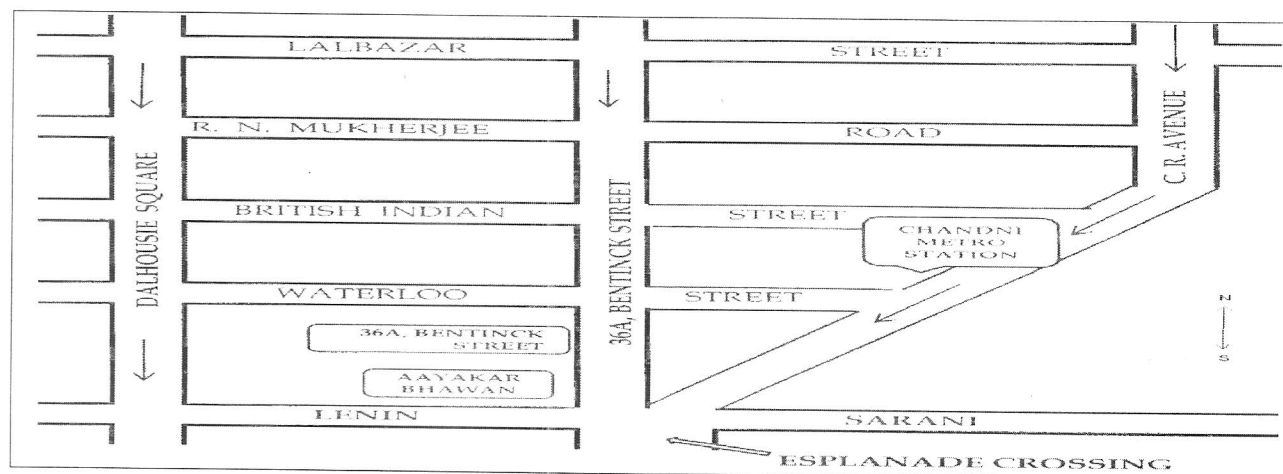 LALBAZAR STREET
R. N. MUKHERJEE ROAD
C.R. AVENUE
DALHOUSIE SQUARE
36A, BENTINCK STREET
BRITISH INDIAN STREET
CHANDNI
METRO
STATION
WATERLOO STREET
N
S
36A, BENTINCK
STREET
AAYAKAR
BHAWAN
LENIN SARANI
ESPLANADE CROSSING